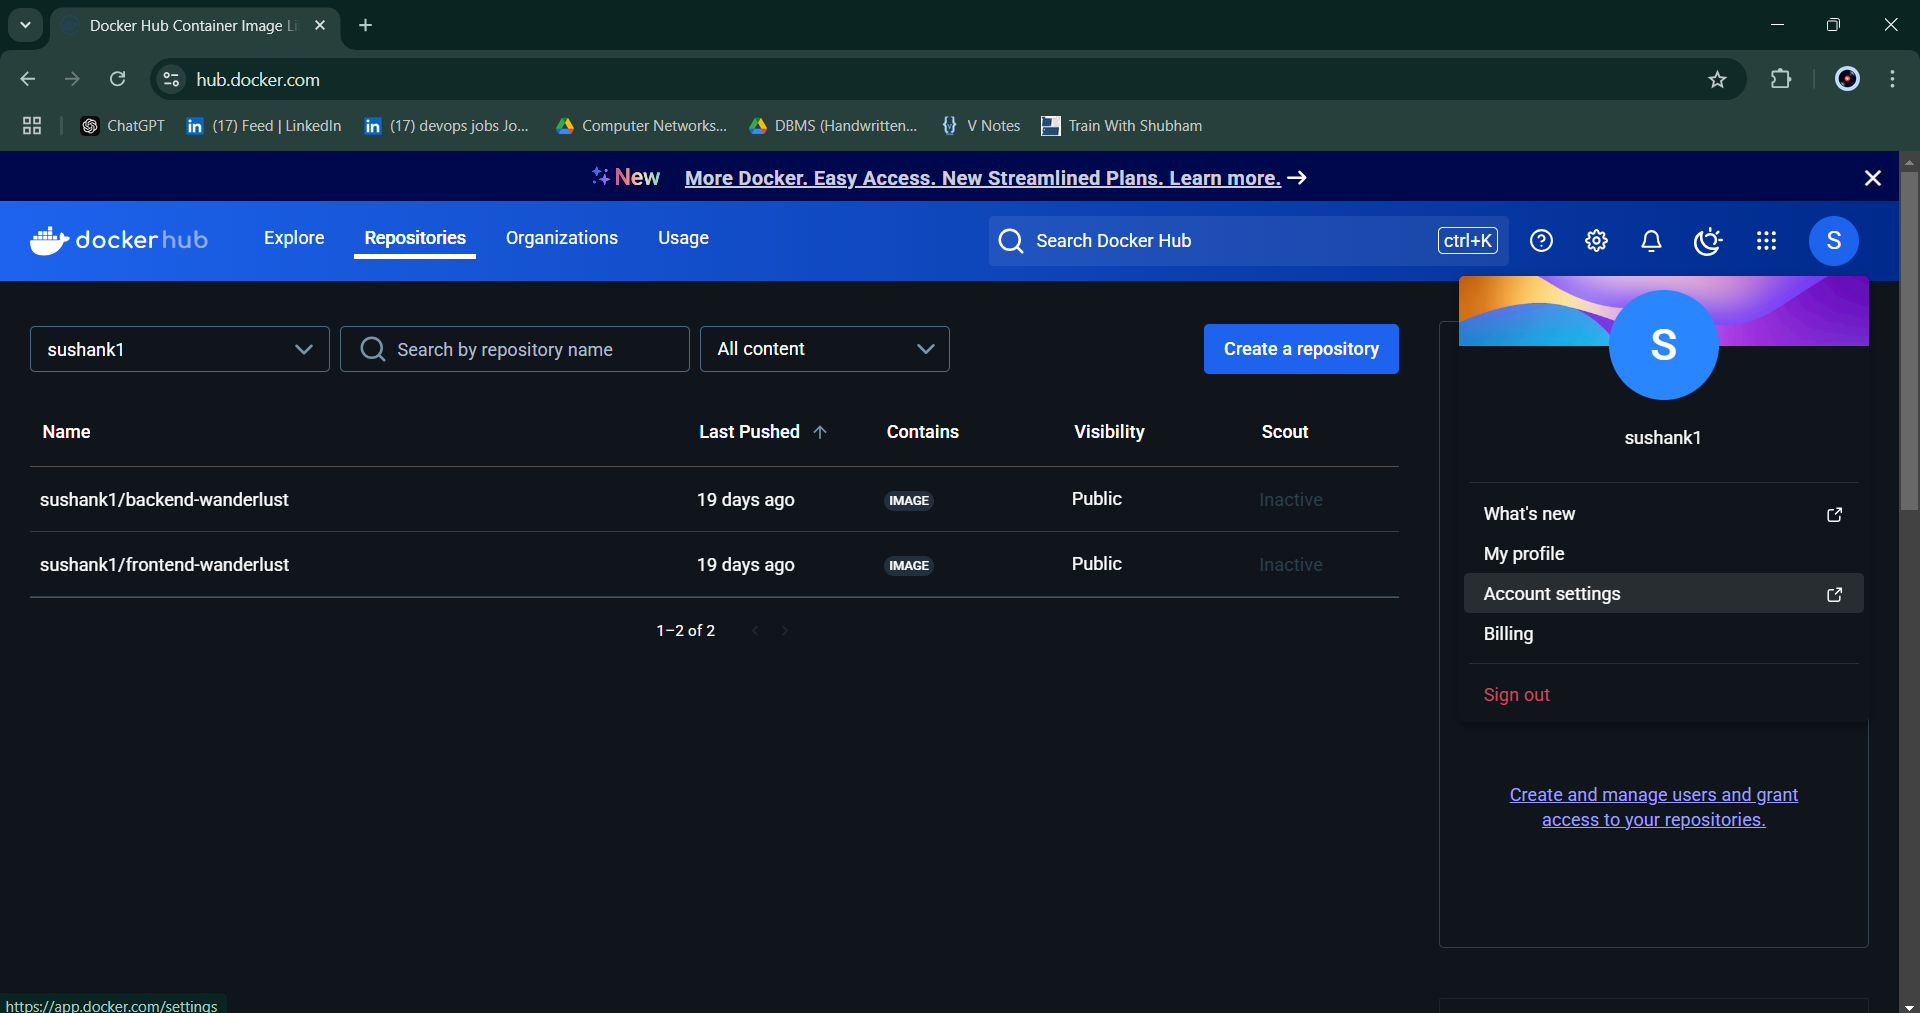 Docker Hub Container Image Li
hub.docker.com
ChatGPT
in (17) Feed | LinkedIn
in (17) devops jobs Jo...
Computer Networks...
DBMS (Handwritten...
V Notes
Train With Shubham
New More Docker. Easy Access. New Streamlined Plans. Learn more. →
dockerhub
Explore
Repositories
Organizations
Usage
Search Docker Hub
ctrl+K
S
sushank1
Search by repository name
All content
Create a repository
Name
Last Pushed
Contains
Visibility
Scout
sushank1/backend-wanderlust
19 days ago
IMAGE
Public
Inactive
sushank1/frontend-wanderlust
19 days ago
IMAGE
Public
Inactive
1–2 of 2
S
sushank1
What's new
My profile
Account settings
Billing
Sign out
Create and manage users and grant
access to your repositories.
https://app.docker.com/settings